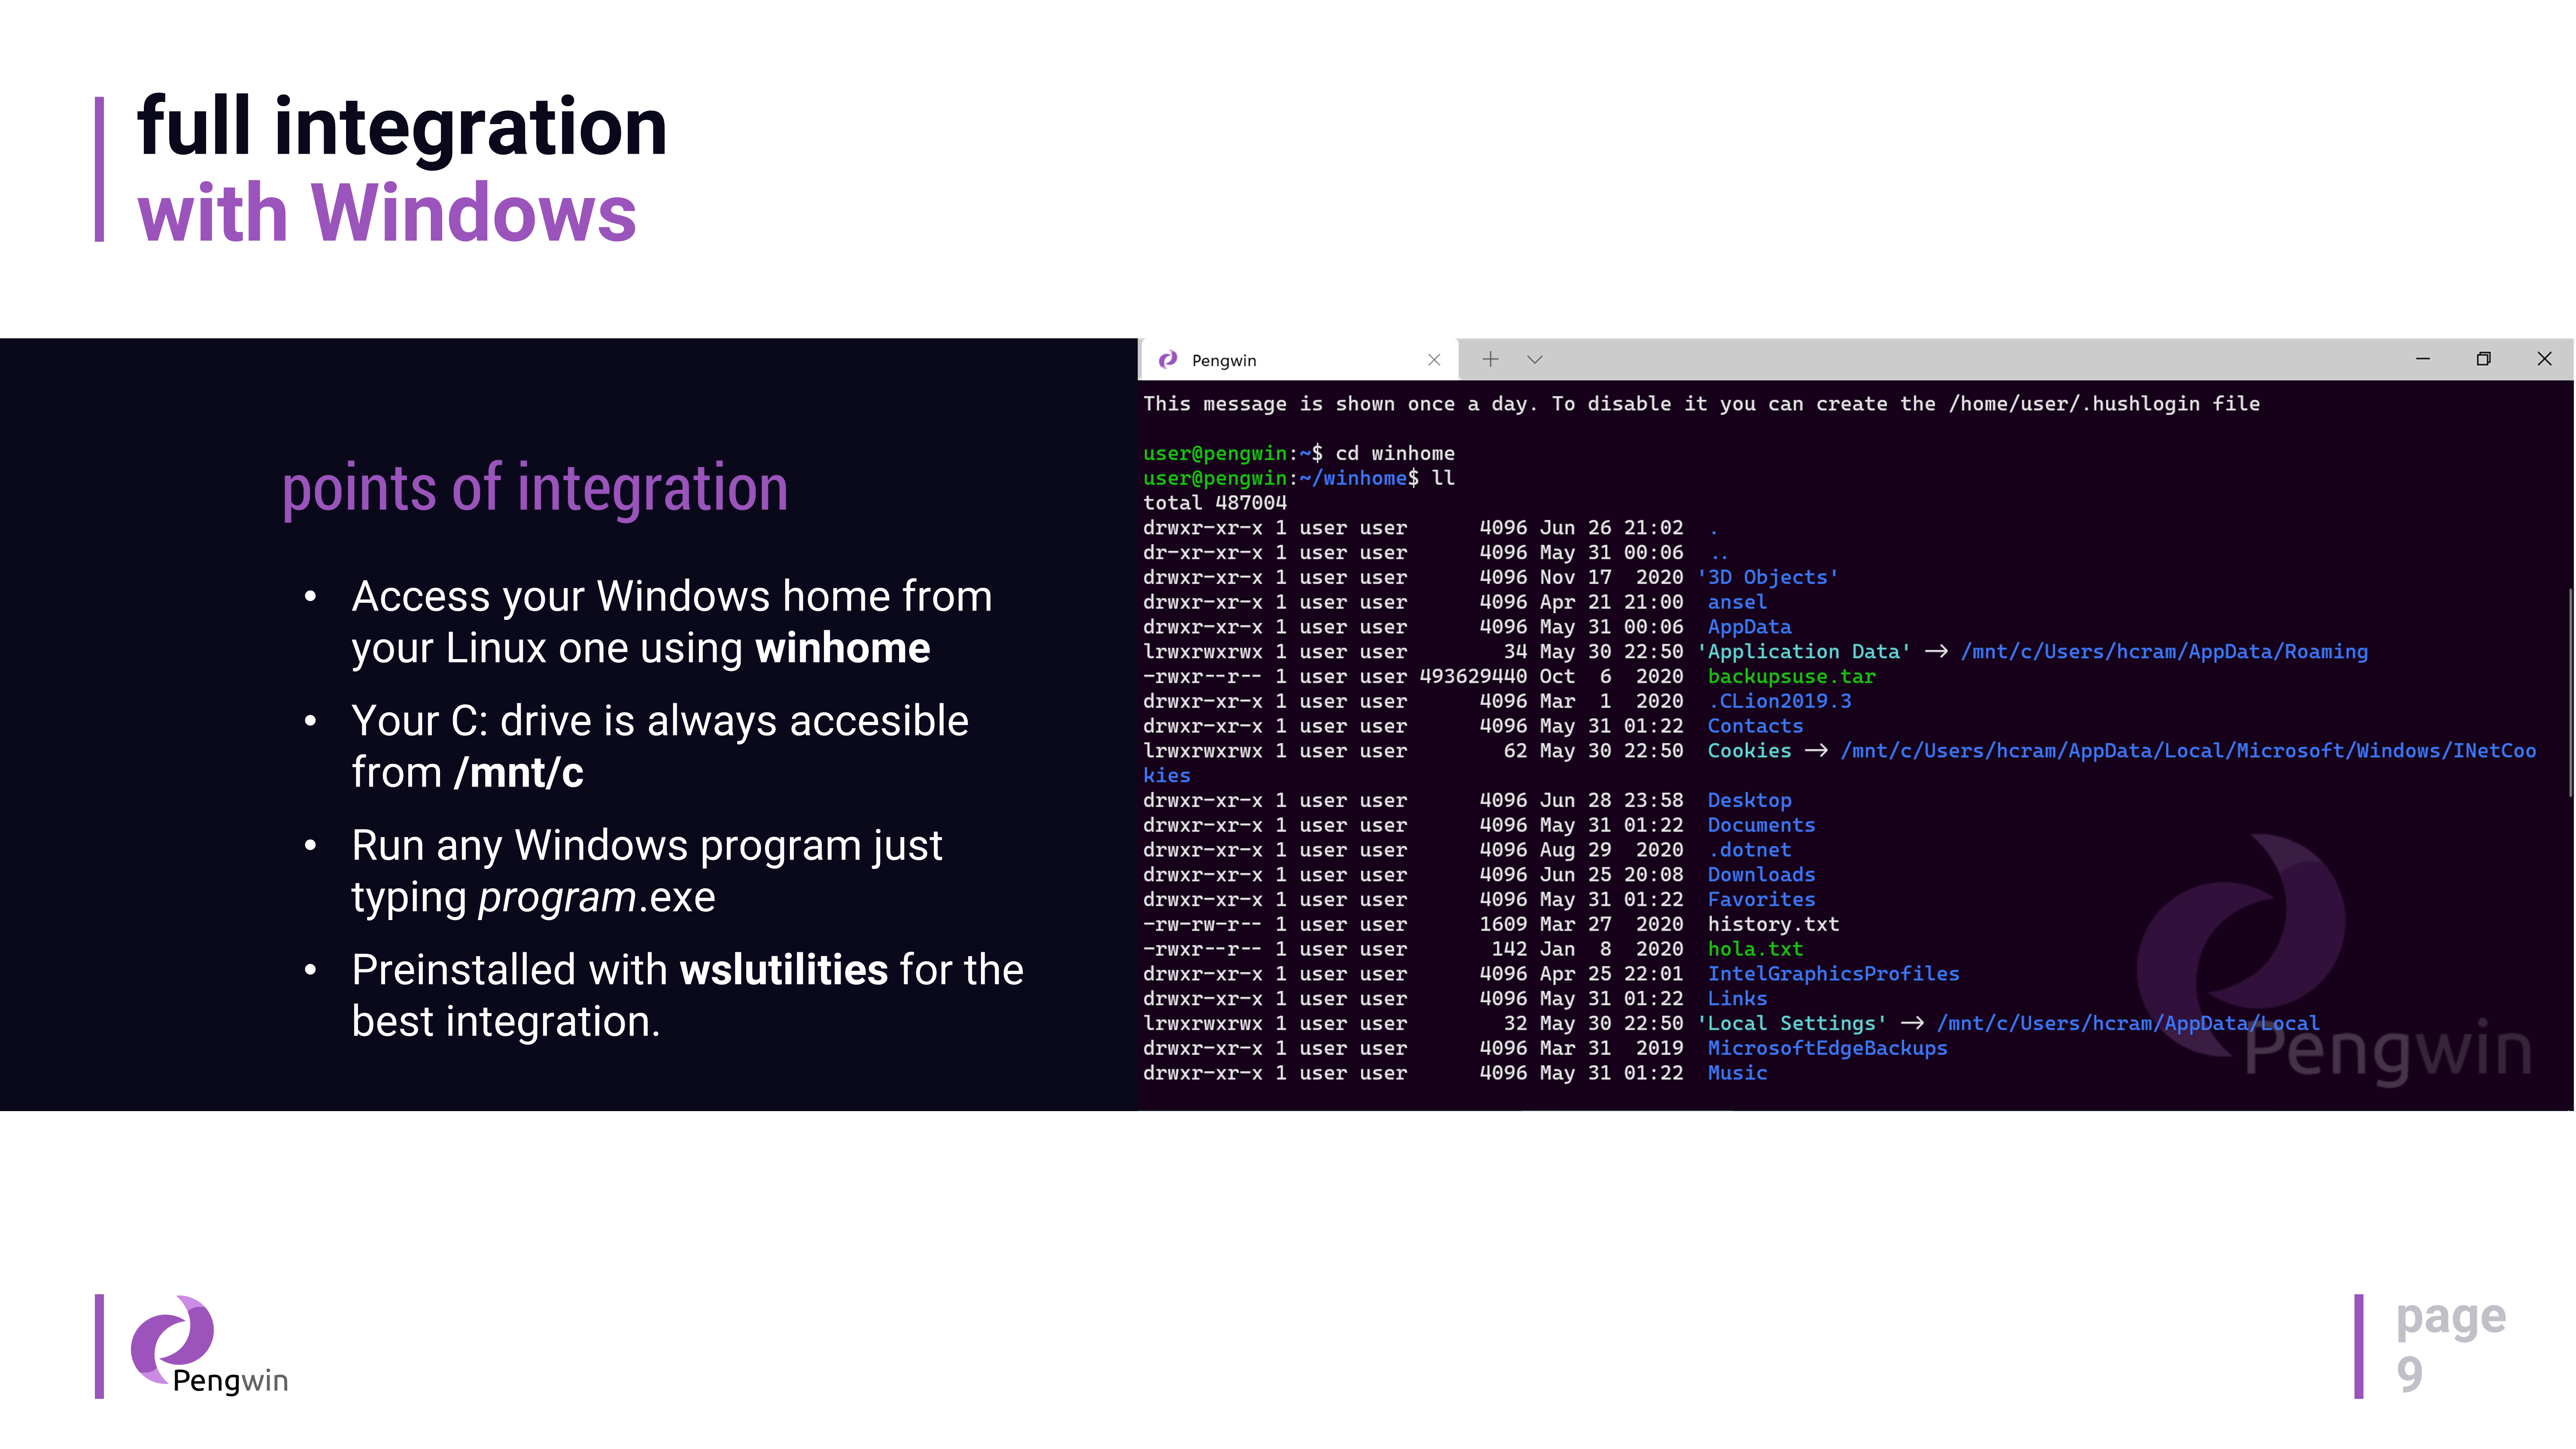 full integration
with Windows
points of integration
• Access your Windows home from
your Linux one using winhome
• Your C: drive is always accesible
from /mnt/c
• Run any Windows program just
typing program.exe
• Preinstalled with wslutilities for the
best integration.
Pengwin
This message is shown once a day. To disable it you can create the /home/user/.hushlogin file
user@pengwin:~$ cd winhome
user@pengwin:~/winhome$ ll
total 487004
drwxr-xr-x 1 user user      4096 Jun 26 21:02  .
dr-xr-xr-x 1 user user      4096 May 31 00:06  ..
drwxr-xr-x 1 user user      4096 Nov 17  2020 '3D Objects'
drwxr-xr-x 1 user user      4096 Apr 21 21:00  ansel
drwxr-xr-x 1 user user      4096 May 31 00:06  AppData
lrwxrwxrwx 1 user user        34 May 30 22:50 'Application Data' -> /mnt/c/Users/hcram/AppData/Roaming
-rwxr--r-- 1 user user 493629440 Oct  6  2020  backupsuse.tar
drwxr-xr-x 1 user user      4096 Mar  1  2020  .CLion2019.3
drwxr-xr-x 1 user user      4096 May 31 01:22  Contacts
lrwxrwxrwx 1 user user        62 May 30 22:50  Cookies -> /mnt/c/Users/hcram/AppData/Local/Microsoft/Windows/INetCoo
kies
drwxr-xr-x 1 user user      4096 Jun 28 23:58  Desktop
drwxr-xr-x 1 user user      4096 May 31 01:22  Documents
drwxr-xr-x 1 user user      4096 Aug 29  2020  .dotnet
drwxr-xr-x 1 user user      4096 Jun 25 20:08  Downloads
drwxr-xr-x 1 user user      4096 May 31 01:22  Favorites
-rw-rw-r-- 1 user user      1609 Mar 27  2020  history.txt
-rwxr--r-- 1 user user       142 Jan  8  2020  hola.txt
drwxr-xr-x 1 user user      4096 Apr 25 22:01  IntelGraphicsProfiles
drwxr-xr-x 1 user user      4096 May 31 01:22  Links
lrwxrwxrwx 1 user user        32 May 30 22:50 'Local Settings' -> /mnt/c/Users/hcram/AppData/Local
drwxr-xr-x 1 user user      4096 Mar 31  2019  MicrosoftEdgeBackups
drwxr-xr-x 1 user user      4096 May 31 01:22  Music
Pengwin
Pengwin
page
9